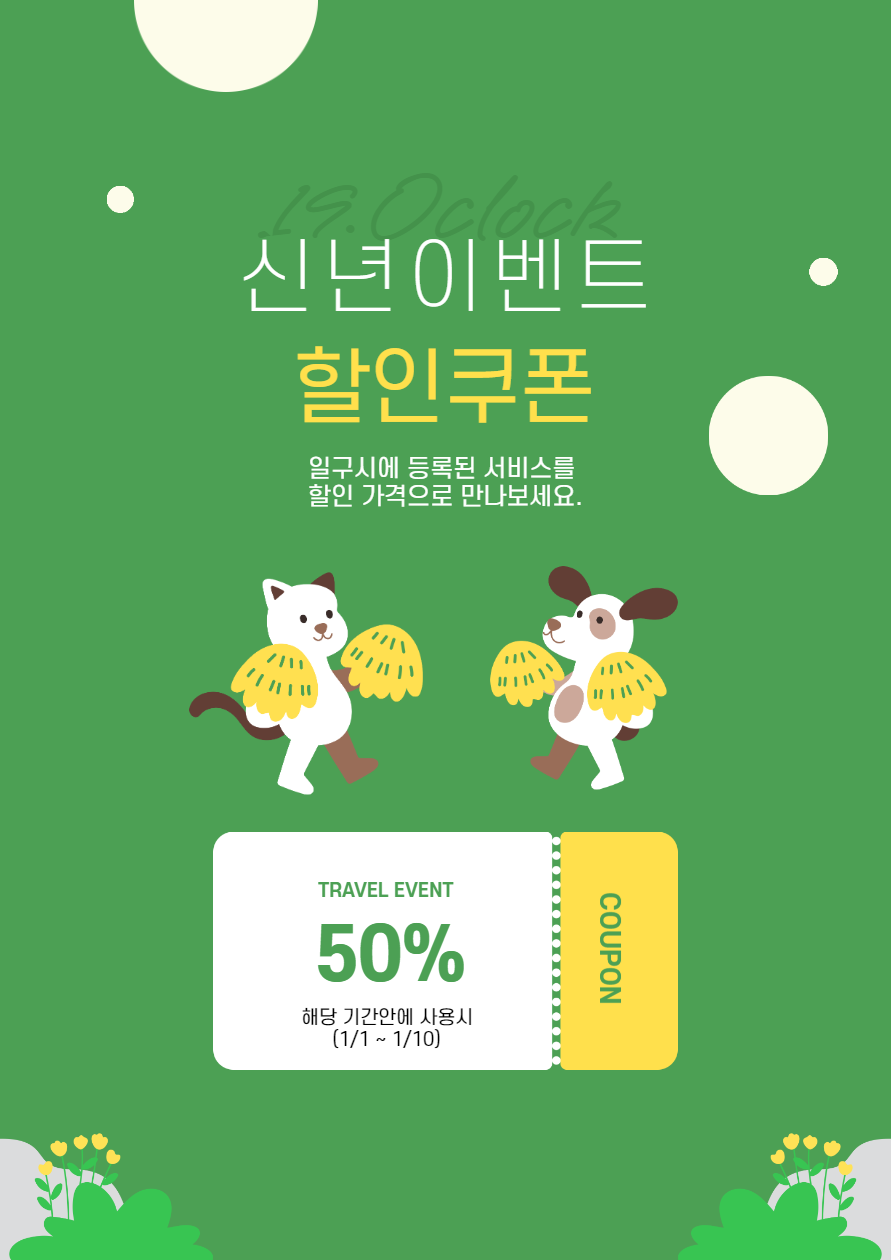 .19.Oclock
신년이벤트
할인쿠폰
일구시에 등록된 서비스를
할인 가격으로 만나보세요.
TRAVEL EVENT
50%
해당 기간안에 사용시
(1/1 ~ 1/10)
COUPON